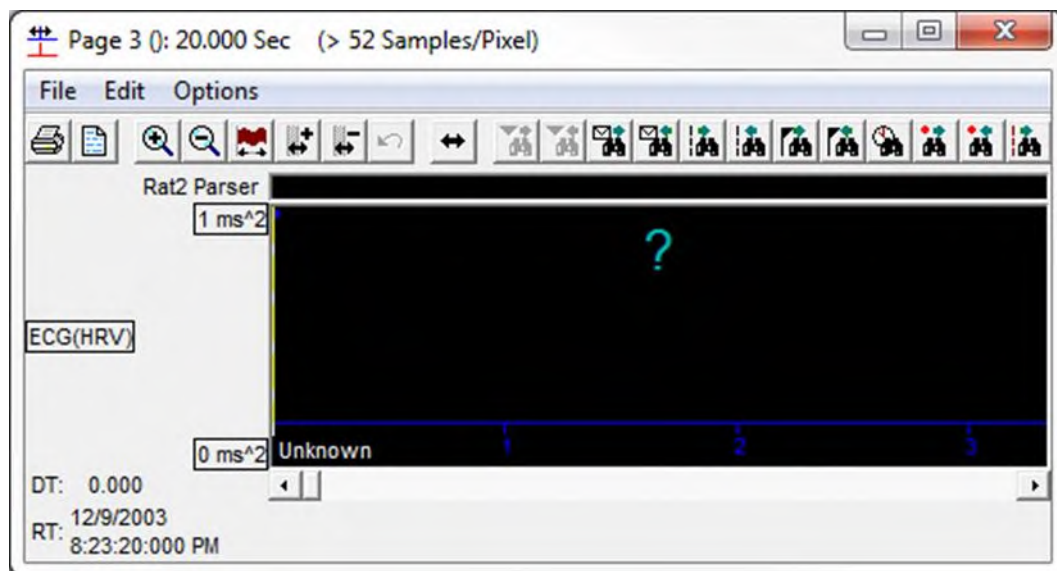 Page 3 (): 20.000 Sec (> 52 Samples/Pixel)
File Edit Options
Rat2 Parser
1 ms^2
?
ECG(HRV)
1 2 3
0 ms^2 Unknown
DT: 0.000
RT: 12/9/2003
8:23:20:000 PM